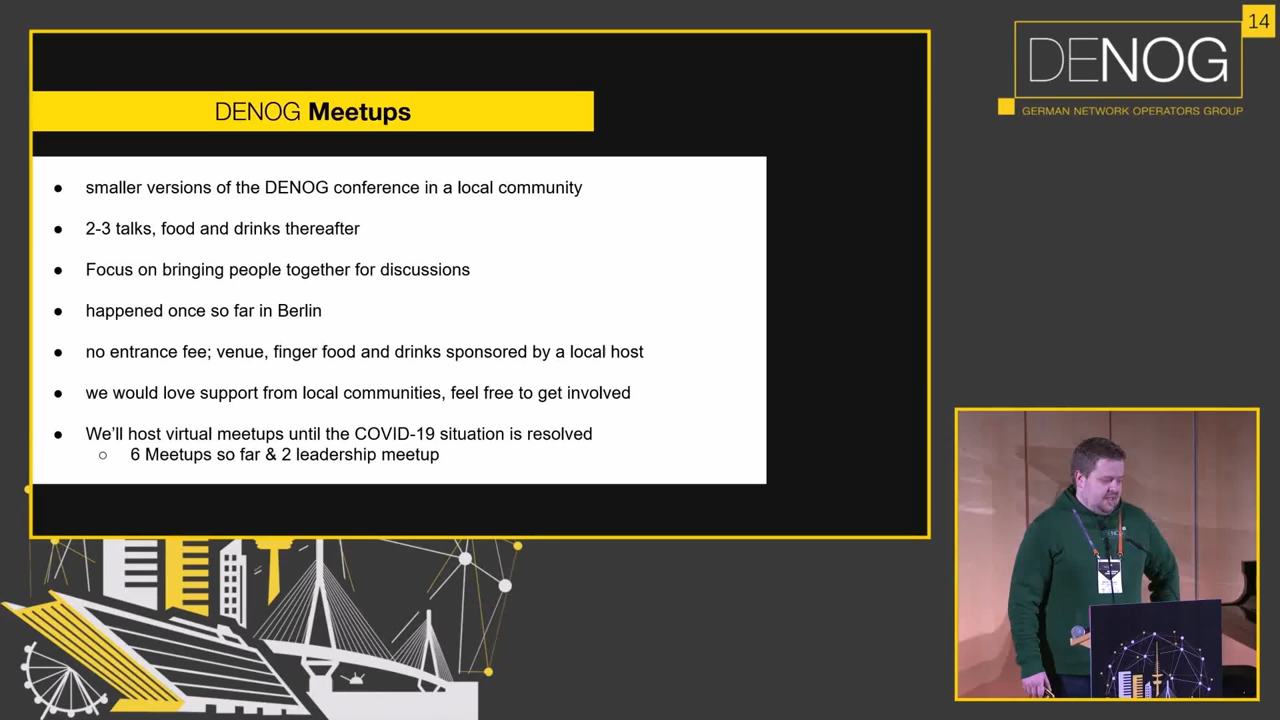 14
DENOG
GERMAN NETWORK OPERATORS GROUP
DENOG Meetups
● smaller versions of the DENOG conference in a local community
● 2-3 talks, food and drinks thereafter
● Focus on bringing people together for discussions
● happened once so far in Berlin
● no entrance fee; venue, finger food and drinks sponsored by a local host
● we would love support from local communities, feel free to get involved
● We’ll host virtual meetups until the COVID-19 situation is resolved
○ 6 Meetups so far & 2 leadership meetup